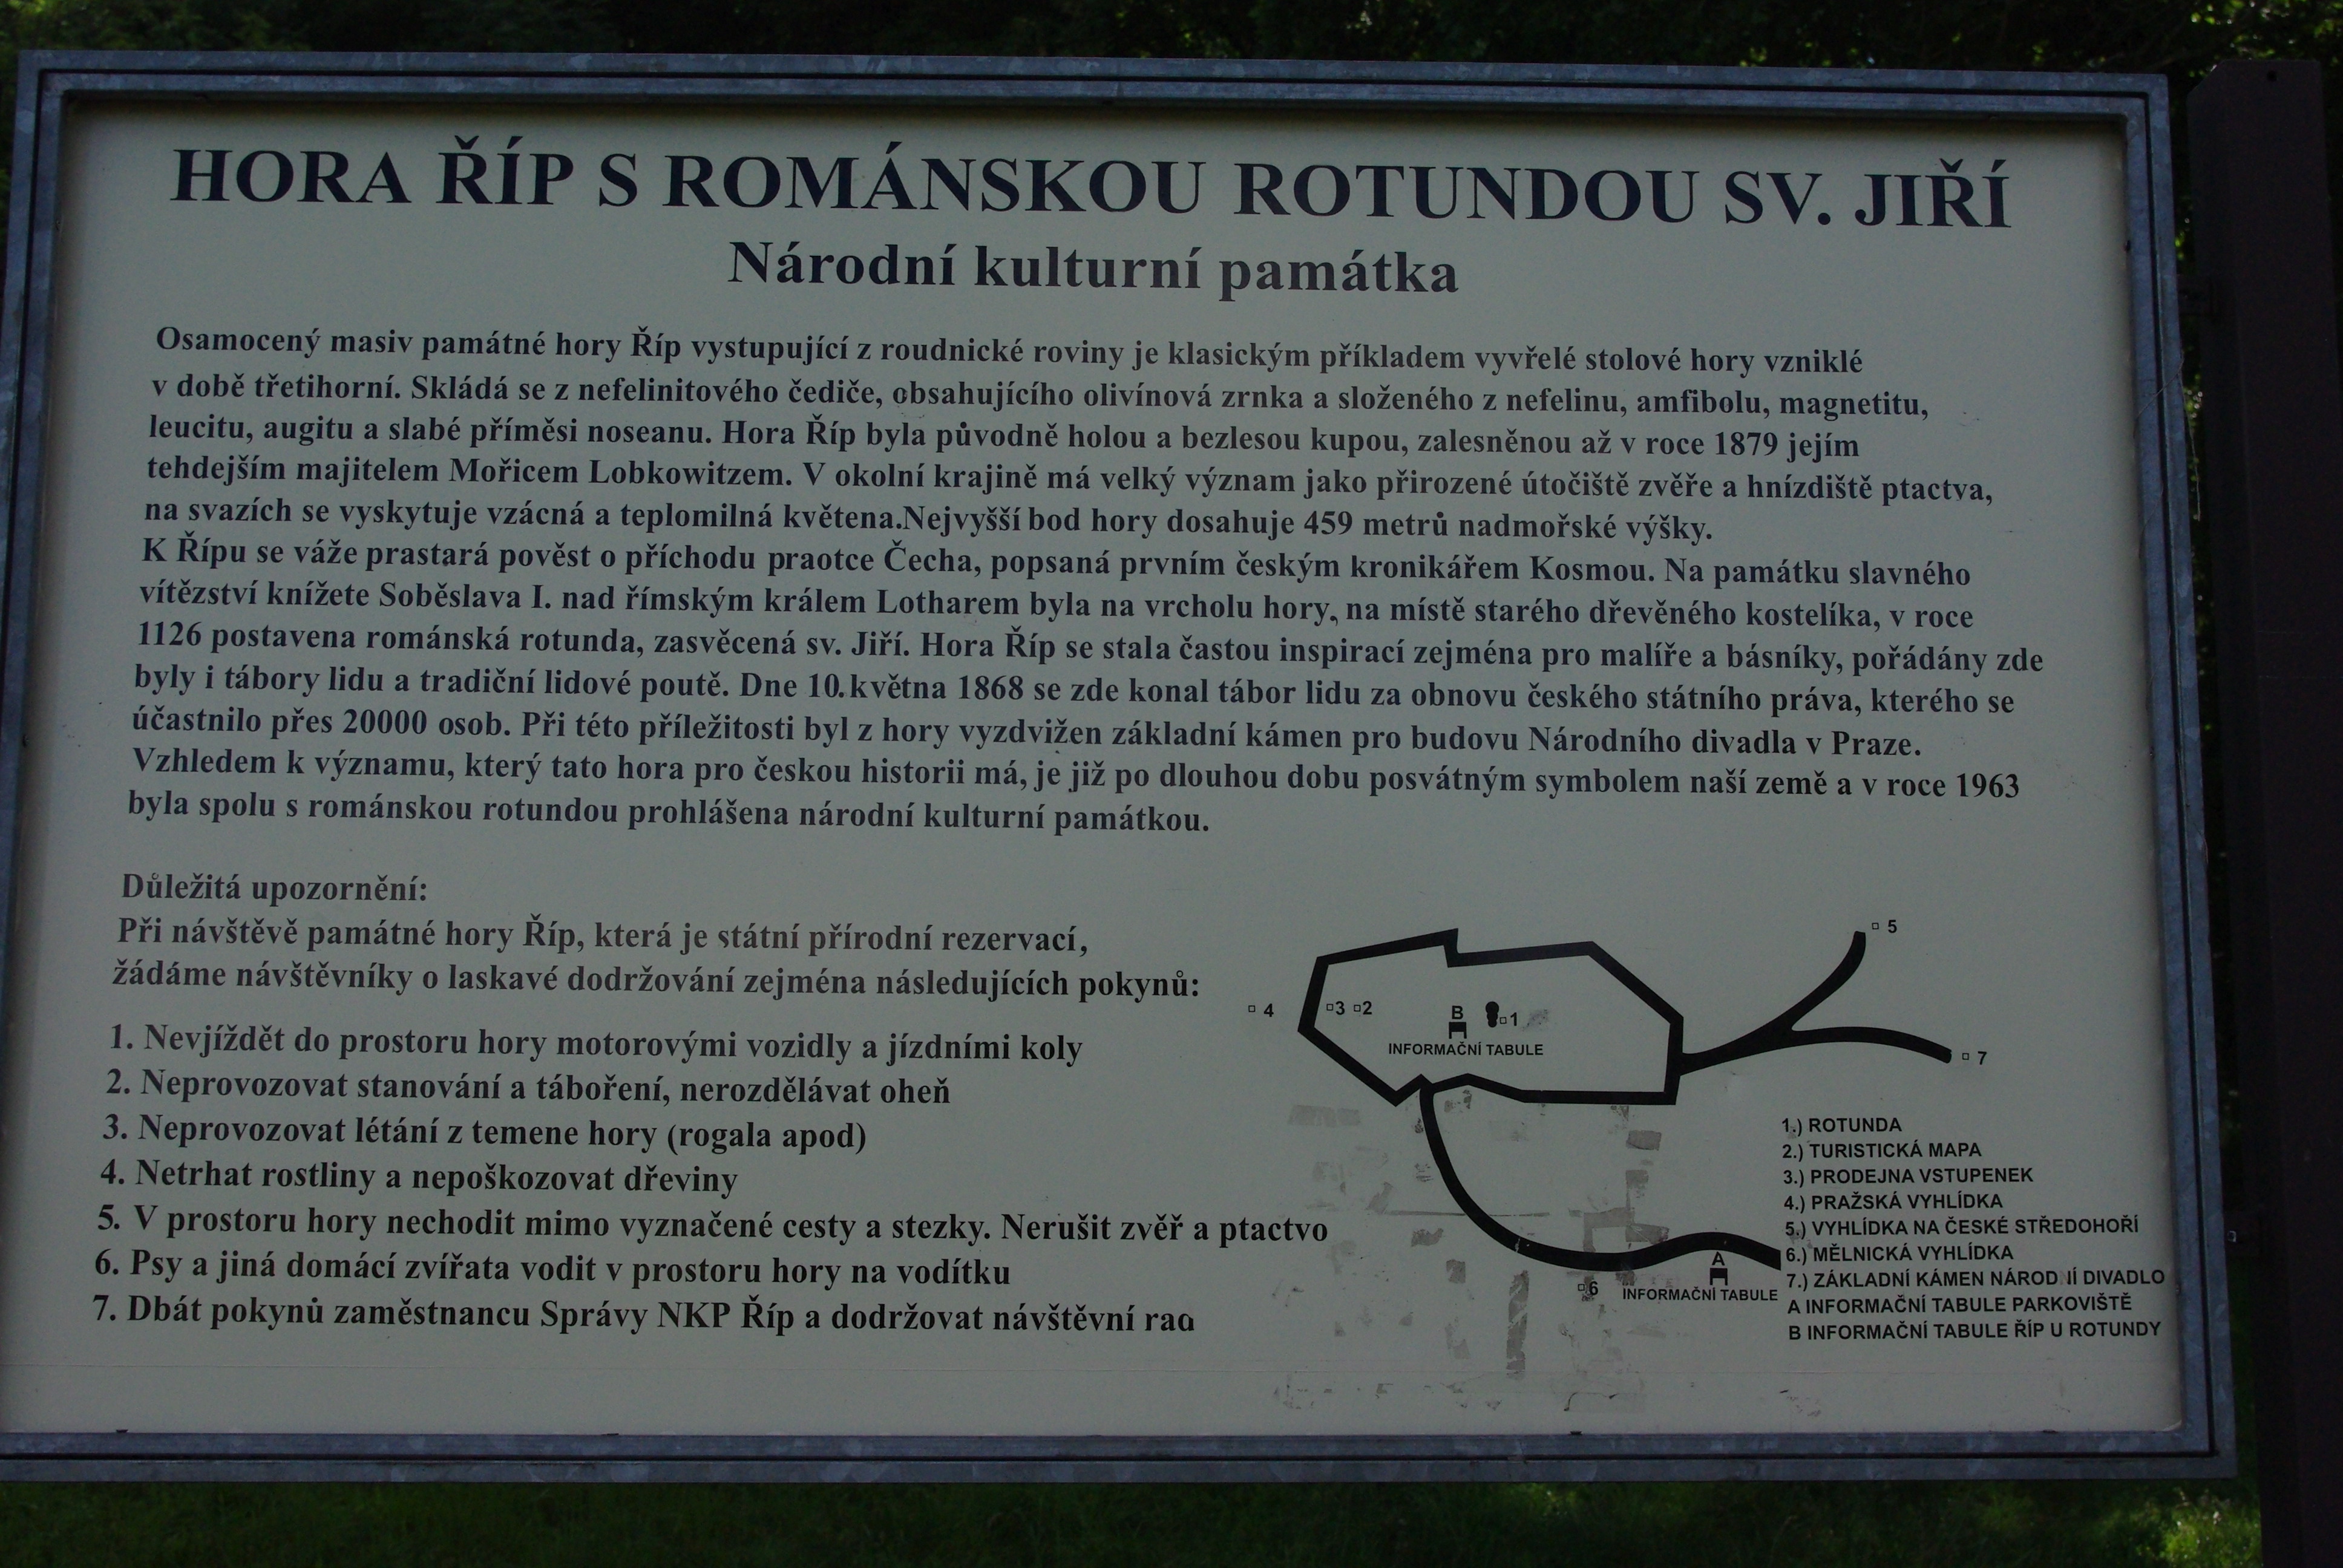 HORA ŘÍP S ROMÁNSKOU ROTUNDOU SV. JIŘÍ
Národní kulturní památka
Osamocený masiv památné hory Říp vystupující z roudnické roviny je klasickým příkladem vyvřelé stolové hory vzniklé
v době třetihorní. Skládá se z nefelinitového čediče, obsahujícího olivínová zrnka a složeného z nefelinu, amfibolu, magnetitu,
leucitu, augitu a slabé příměsi noseanu. Hora Říp byla původně holou a bezlesou kupou, zalesněnou až v roce 1879 jejím
tehdejším majitelem Mořicem Lobkowitzem. V okolní krajině má velký význam jako přirozené útočiště zvěře a hnízdiště ptactva,
na svazích se vyskytuje vzácná a teplomilná květena.Nejvyšší bod hory dosahuje 459 metrů nadmořské výšky.
K Řípu se váže prastará pověst o příchodu praotce Čecha, popsaná prvním českým kronikářem Kosmou. Na památku slavného
vítězství knížete Soběslava I. nad římským králem Lotharem byla na vrcholu hory, na místě starého dřevěného kostelíka, v roce
1126 postavena románská rotunda, zasvěcená sv. Jiří. Hora Říp se stala častou inspirací zejména pro malíře a básníky, pořádány zde
byly i tábory lidu a tradiční lidové poutě. Dne 10.května 1868 se zde konal tábor lidu za obnovu českého státního práva, kterého se
účastnilo přes 20000 osob. Při této příležitosti byl z hory vyzdvižen základní kámen pro budovu Národního divadla v Praze.
Vzhledem k významu, který tato hora pro českou historii má, je již po dlouhou dobu posvátným symbolem naší země a v roce 1963
byla spolu s románskou rotundou prohlášena národní kulturní památkou.
Důležitá upozornění:
Při návštěvě památné hory Říp, která je státní přírodní rezervací,
žádáme návštěvníky o laskavé dodržování zejména následujících pokynů:
1. Nevjíždět do prostoru hory motorovými vozidly a jízdními koly
2. Neprovozovat stanování a táboření, nerozdělávat oheň
3. Neprovozovat létání z temene hory (rogala apod)
4. Netrhat rostliny a nepoškozovat dřeviny
5. V prostoru hory nechodit mimo vyznačené cesty a stezky. Nerušit zvěř a ptactvo
6. Psy a jiná domácí zvířata vodit v prostoru hory na vodítku
7. Dbát pokynů zaměstnancu Správy NKP Říp a dodržovat návštěvní řád
5
4
3 2
B
1
INFORMAČNÍ TABULE
7
A
6
INFORMAČNÍ TABULE
1.) ROTUNDA
2.) TURISTICKÁ MAPA
3.) PRODEJNA VSTUPENEK
4.) PRAŽSKÁ VYHLÍDKA
5.) VYHLÍDKA NA ČESKÉ STŘEDOHOŘÍ
6.) MĚLNICKÁ VYHLÍDKA
7.) ZÁKLADNÍ KÁMEN NÁRODNÍ DIVADLO
A INFORMAČNÍ TABULE PARKOVIŠTĚ
B INFORMAČNÍ TABULE ŘÍP U ROTUNDY